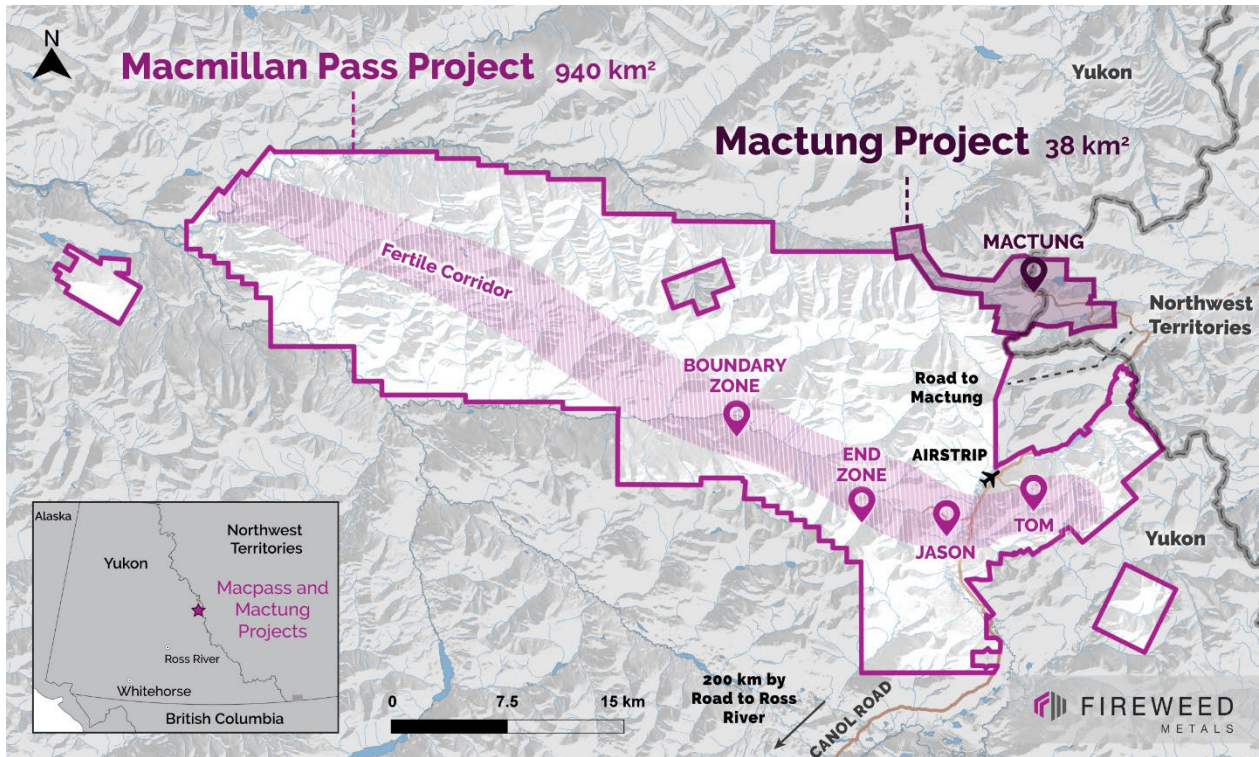 N
Macmillan Pass Project 940 km²
Yukon
Mactung Project 38 km²
MACTUNG
Fertile Corridor
Northwest
Territories
BOUNDARY
ZONE
Road to
Mactung
END
ZONE
AIRSTRIP
TOM
JASON
Yukon
Alaska
Northwest
Territories
Yukon
Macpass and
Mactung
Projects
Ross River
Whitehorse
British Columbia
0 7.5 15 km
200 km by
Road to Ross
River
CANOL ROAD
FIREWEED
METALS